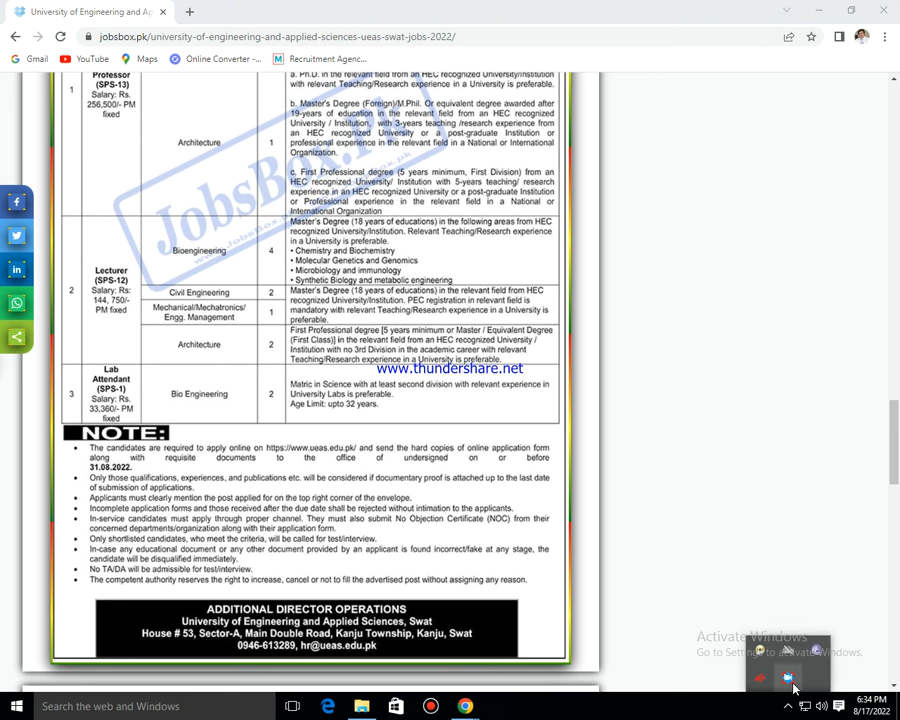 University of Engineering and Ap
jobsbox.pk/university-of-engineering-and-applied-sciences-ueas-swat-jobs-2022/
Gmail
YouTube
Maps
Online Converter -...
Recruitment Agency...
1
Professor
(SPS-13)
Salary: Rs.
256,500/- PM
fixed
Architecture
1
a. Ph.D. in the relevant field from an HEC recognized University/Institution
with relevant Teaching/Research experience in a University is preferable.
b. Master's Degree (Foreign)/M.Phil. Or equivalent degree awarded after
19-years of education in the relevant field from an HEC recognized
University / Institution, with 3-years teaching /research experience from
an HEC recognized University or a post-graduate Institution or
professional experience in the relevant field in a National or International
Organization.
c. First Professional degree (5 years minimum, First Division) from an
HEC recognized University/ Institution with 5-years teaching/ research
experience in an HEC recognized University or a post-graduate Institution
or Professional experience in the relevant field in a National or
International Organization
JobsBox.Pk
www.JobsBox.pk
2
Lecturer
(SPS-12)
Salary: Rs:
144, 750/-
PM fixed
Bioengineering
4
Master's Degree (18 years of educations) in the following areas from HEC
recognized University/Institution. Relevant Teaching/Research experience
in a University is preferable.
• Chemistry and Biochemistry
• Molecular Genetics and Genomics
• Microbiology and immunology
• Synthetic Biology and metabolic engineering
Civil Engineering
2
Master's Degree (18 years of educations) in the relevant field from HEC
recognized University/Institution. PEC registration in relevant field is
mandatory with relevant Teaching/Research experience in a University is
preferable.
Mechanical/Mechatronics/
Engg. Management
1
Architecture
2
First Professional degree [5 years minimum or Master / Equivalent Degree
(First Class)] in the relevant field from an HEC recognized University /
Institution with no 3rd Division in the academic career with relevant
Teaching/Research experience in a University is preferable.
www.thundershare.net
3
Lab
Attendant
(SPS-1)
Salary: Rs.
33,360/- PM
fixed
Bio Engineering
2
Matric in Science with at least second division with relevant experience in
University Labs is preferable.
Age Limit: upto 32 years.
NOTE:
• The candidates are required to apply online on https://www.ueas.edu.pk/ and send the hard copies of online application form
along with requisite documents to the office of undersigned on or before
31.08.2022.
• Only those qualifications, experiences, and publications etc. will be considered if documentary proof is attached up to the last date
of submission of applications.
• Applicants must clearly mention the post applied for on the top right corner of the envelope.
• Incomplete application forms and those received after the due date shall be rejected without intimation to the applicants.
• In-service candidates must apply through proper channel. They must also submit No Objection Certificate (NOC) from their
concerned departments/organization along with their application form.
• Only shortlisted candidates, who meet the criteria, will be called for test/interview.
• In-case any educational document or any other document provided by an applicant is found incorrect/fake at any stage, the
candidate will be disqualified immediately.
• No TA/DA will be admissible for test/interview.
• The competent authority reserves the right to increase, cancel or not to fill the advertised post without assigning any reason.
ADDITIONAL DIRECTOR OPERATIONS
University of Engineering and Applied Sciences, Swat
House # 53, Sector-A, Main Double Road, Kanju Township, Kanju, Swat
0946-613289, hr@ueas.edu.pk
Activate Windows
Go to Settings to activate Windows.
Search the web and Windows
6:34 PM
8/17/2022